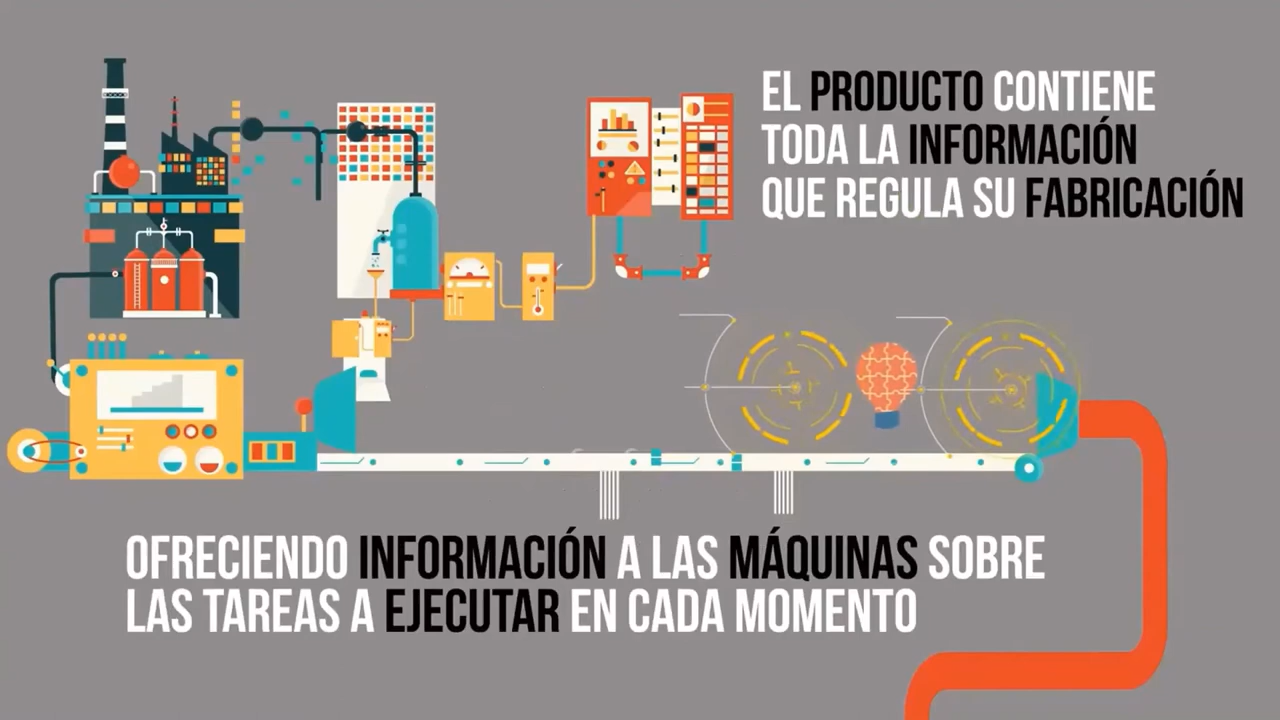 EL PRODUCTO CONTIENE
TODA LA INFORMACIÓN
QUE REGULA SU FABRICACIÓN
OFRECIENDO INFORMACIÓN A LAS MÁQUINAS SOBRE
LAS TAREAS A EJECUTAR EN CADA MOMENTO